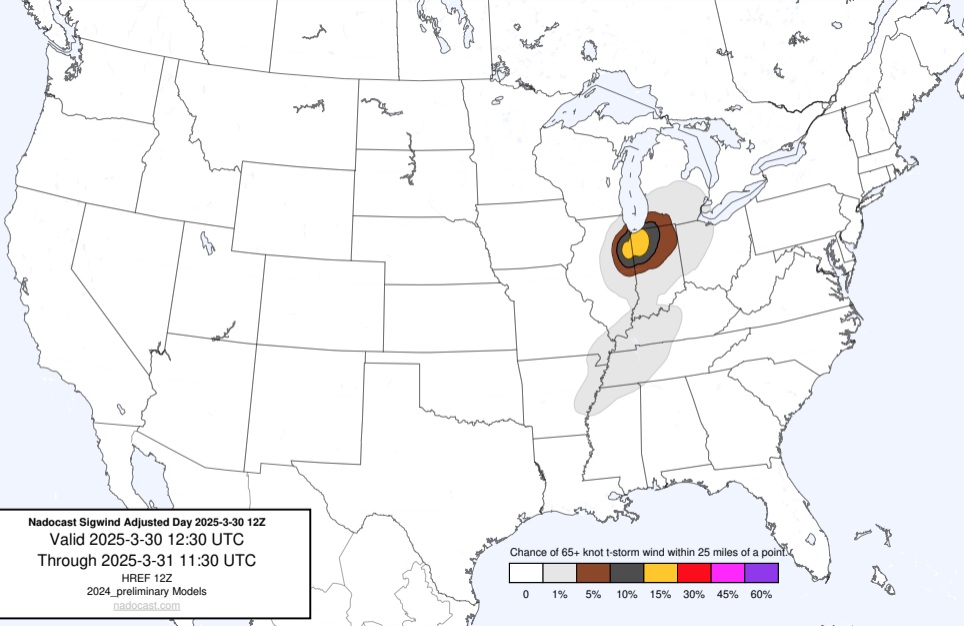 Nadocast Sigwind Adjusted Day 2025-3-30 12Z
Valid 2025-3-30 12:30 UTC
Through 2025-3-31 11:30 UTC
HREF 12Z
2024_preliminary Models
nadocast.com
Chance of 65+ knot t-storm wind within 25 miles of a point.
0 1% 5% 10% 15% 30% 45% 60%